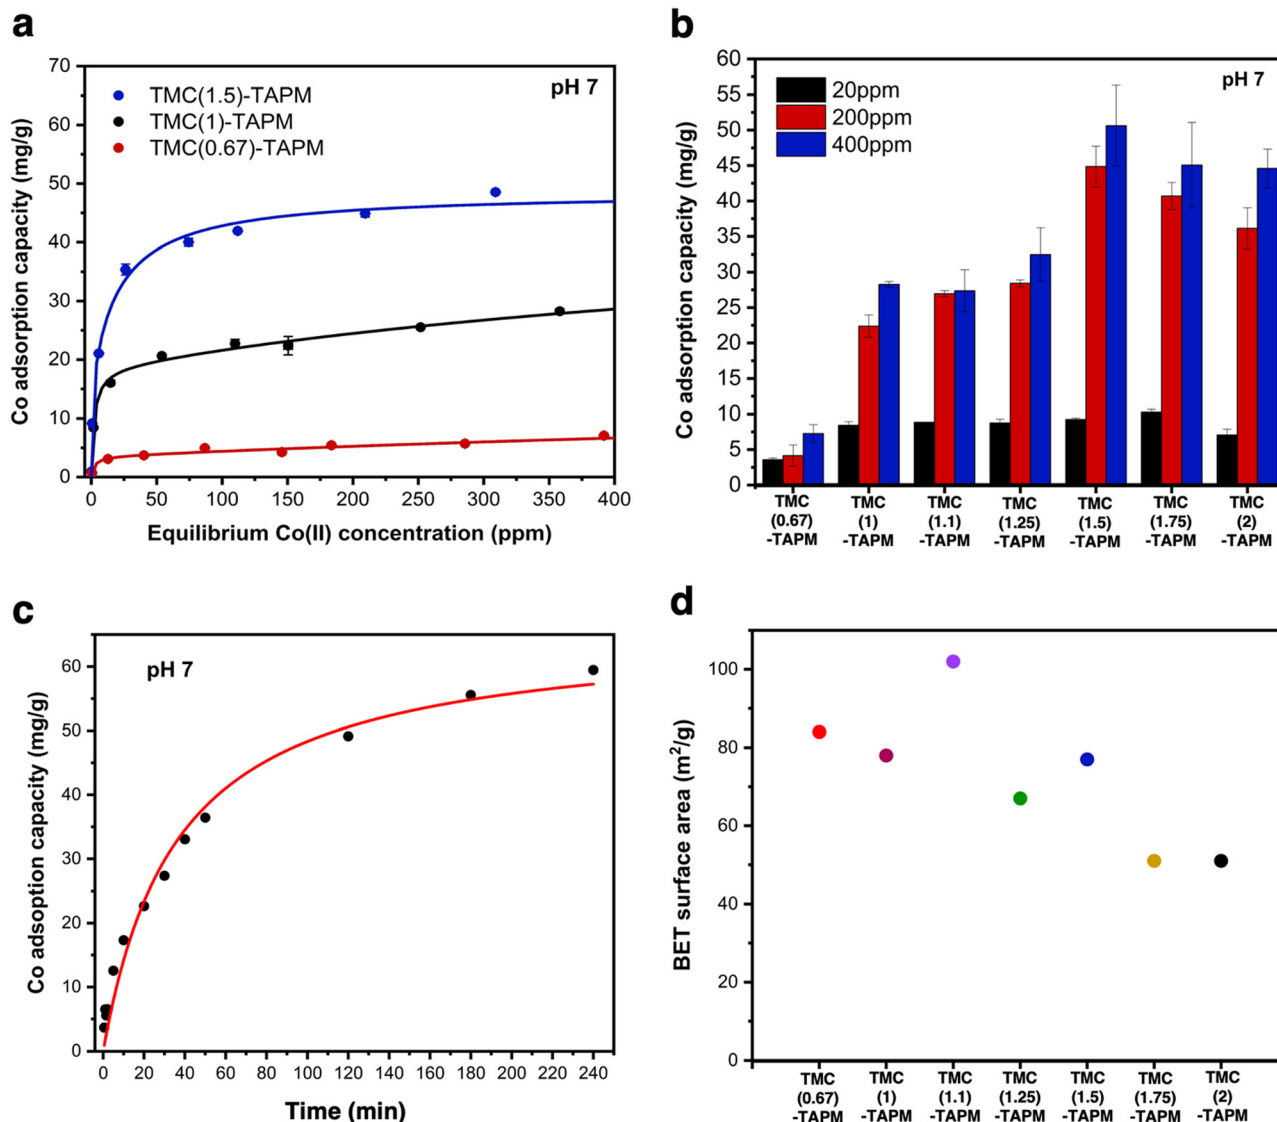 a
70
60
50
40
30
20
10
0
Co adsorption capacity (mg/g)
TMC(1.5)-TAPM
TMC(1)-TAPM
TMC(0.67)-TAPM
pH 7
0 50 100 150 200 250 300 350 400
Equilibrium Co(II) concentration (ppm)
b
60
55
50
45
40
35
30
25
20
15
10
5
0
Co adsorption capacity (mg/g)
20ppm
200ppm
400ppm
pH 7
TMC TMC TMC TMC TMC TMC TMC
(0.67) (1) (1.1) (1.25) (1.5) (1.75) (2)
-TAPM -TAPM -TAPM -TAPM -TAPM -TAPM -TAPM
c
60
50
40
30
20
10
0
Co adsoption capacity (mg/g)
pH 7
0 20 40 60 80 100 120 140 160 180 200 220 240
Time (min)
d
100
80
60
40
20
0
BET surface area (m²/g)
TMC TMC TMC TMC TMC TMC TMC
(0.67) (1) (1.1) (1.25) (1.5) (1.75) (2)
-TAPM -TAPM -TAPM -TAPM -TAPM -TAPM -TAPM